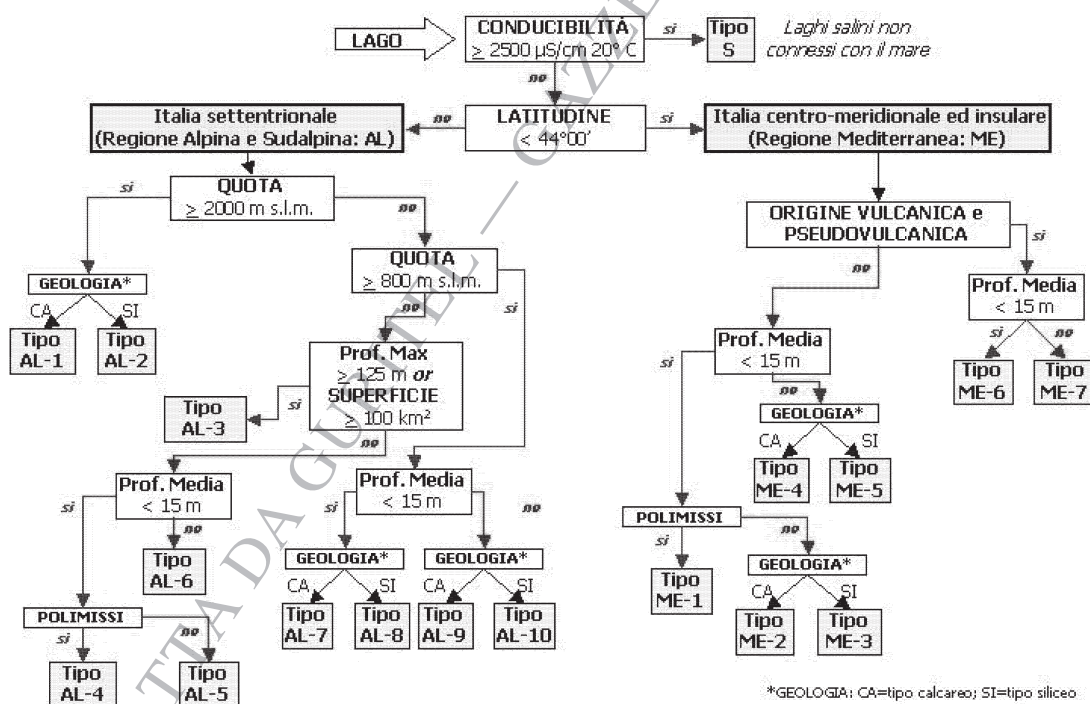 LAGO
CONDUCIBILITÁ
≥ 2500 µS/cm 20° C
si
Tipo
S
Laghi salini non
connessi con il mare
no
LATITUDINE
< 44°00'
no
si
Italia settentrionale
(Regione Alpina e Sudalpina: AL)
Italia centro-meridionale ed insulare
(Regione Mediterranea: ME)
QUOTA
≥ 2000 m s.l.m.
si
no
GEOLOGIA*
CA
SI
Tipo
AL-1
Tipo
AL-2
QUOTA
≥ 800 m s.l.m.
no
si
Prof. Max
≥ 125 m or
SUPERFICIE
≥ 100 km²
si
Tipo
AL-3
no
Prof. Media
< 15 m
si
no
Tipo
AL-6
POLIMISSI
si
no
Tipo
AL-4
Tipo
AL-5
Prof. Media
< 15 m
si
no
GEOLOGIA*
CA
SI
Tipo
AL-7
Tipo
AL-8
GEOLOGIA*
CA
SI
Tipo
AL-9
Tipo
AL-10
ORIGINE VULCANICA e
PSEUDOVULCANICA
no
si
Prof. Media
< 15 m
si
no
Tipo
ME-6
Tipo
ME-7
Prof. Media
< 15 m
si
no
GEOLOGIA*
CA
SI
Tipo
ME-4
Tipo
ME-5
POLIMISSI
si
no
Tipo
ME-1
GEOLOGIA*
CA
SI
Tipo
ME-2
Tipo
ME-3
*GEOLOGIA: CA=tipo calcareo; SI=tipo siliceo
TTA DA GURITEL — GAZZE